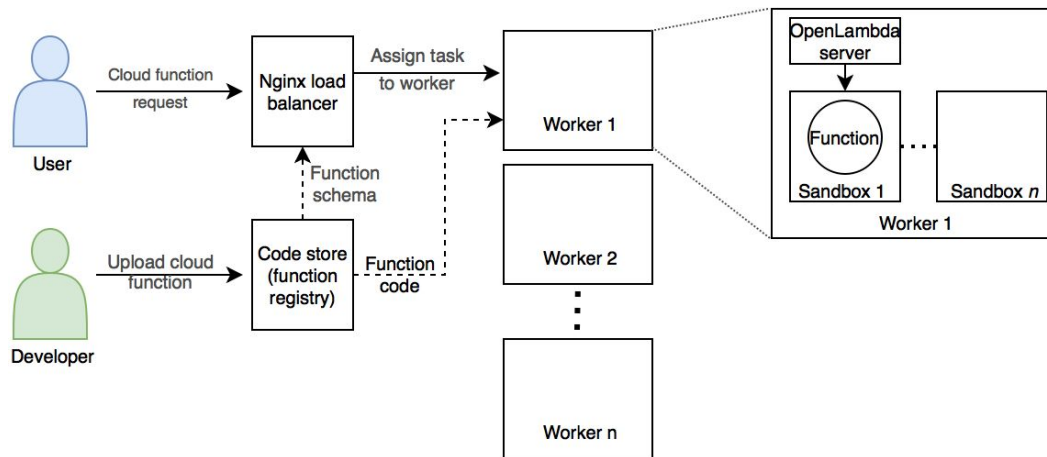 Cloud function
request
User
Nginx load
balancer
Assign task
to worker
Worker 1
OpenLambda
server
Function
Sandbox 1
Sandbox n
Worker 1
Function
schema
Upload cloud
function
Developer
Code store
(function
registry)
Function
code
Worker 2
Worker n